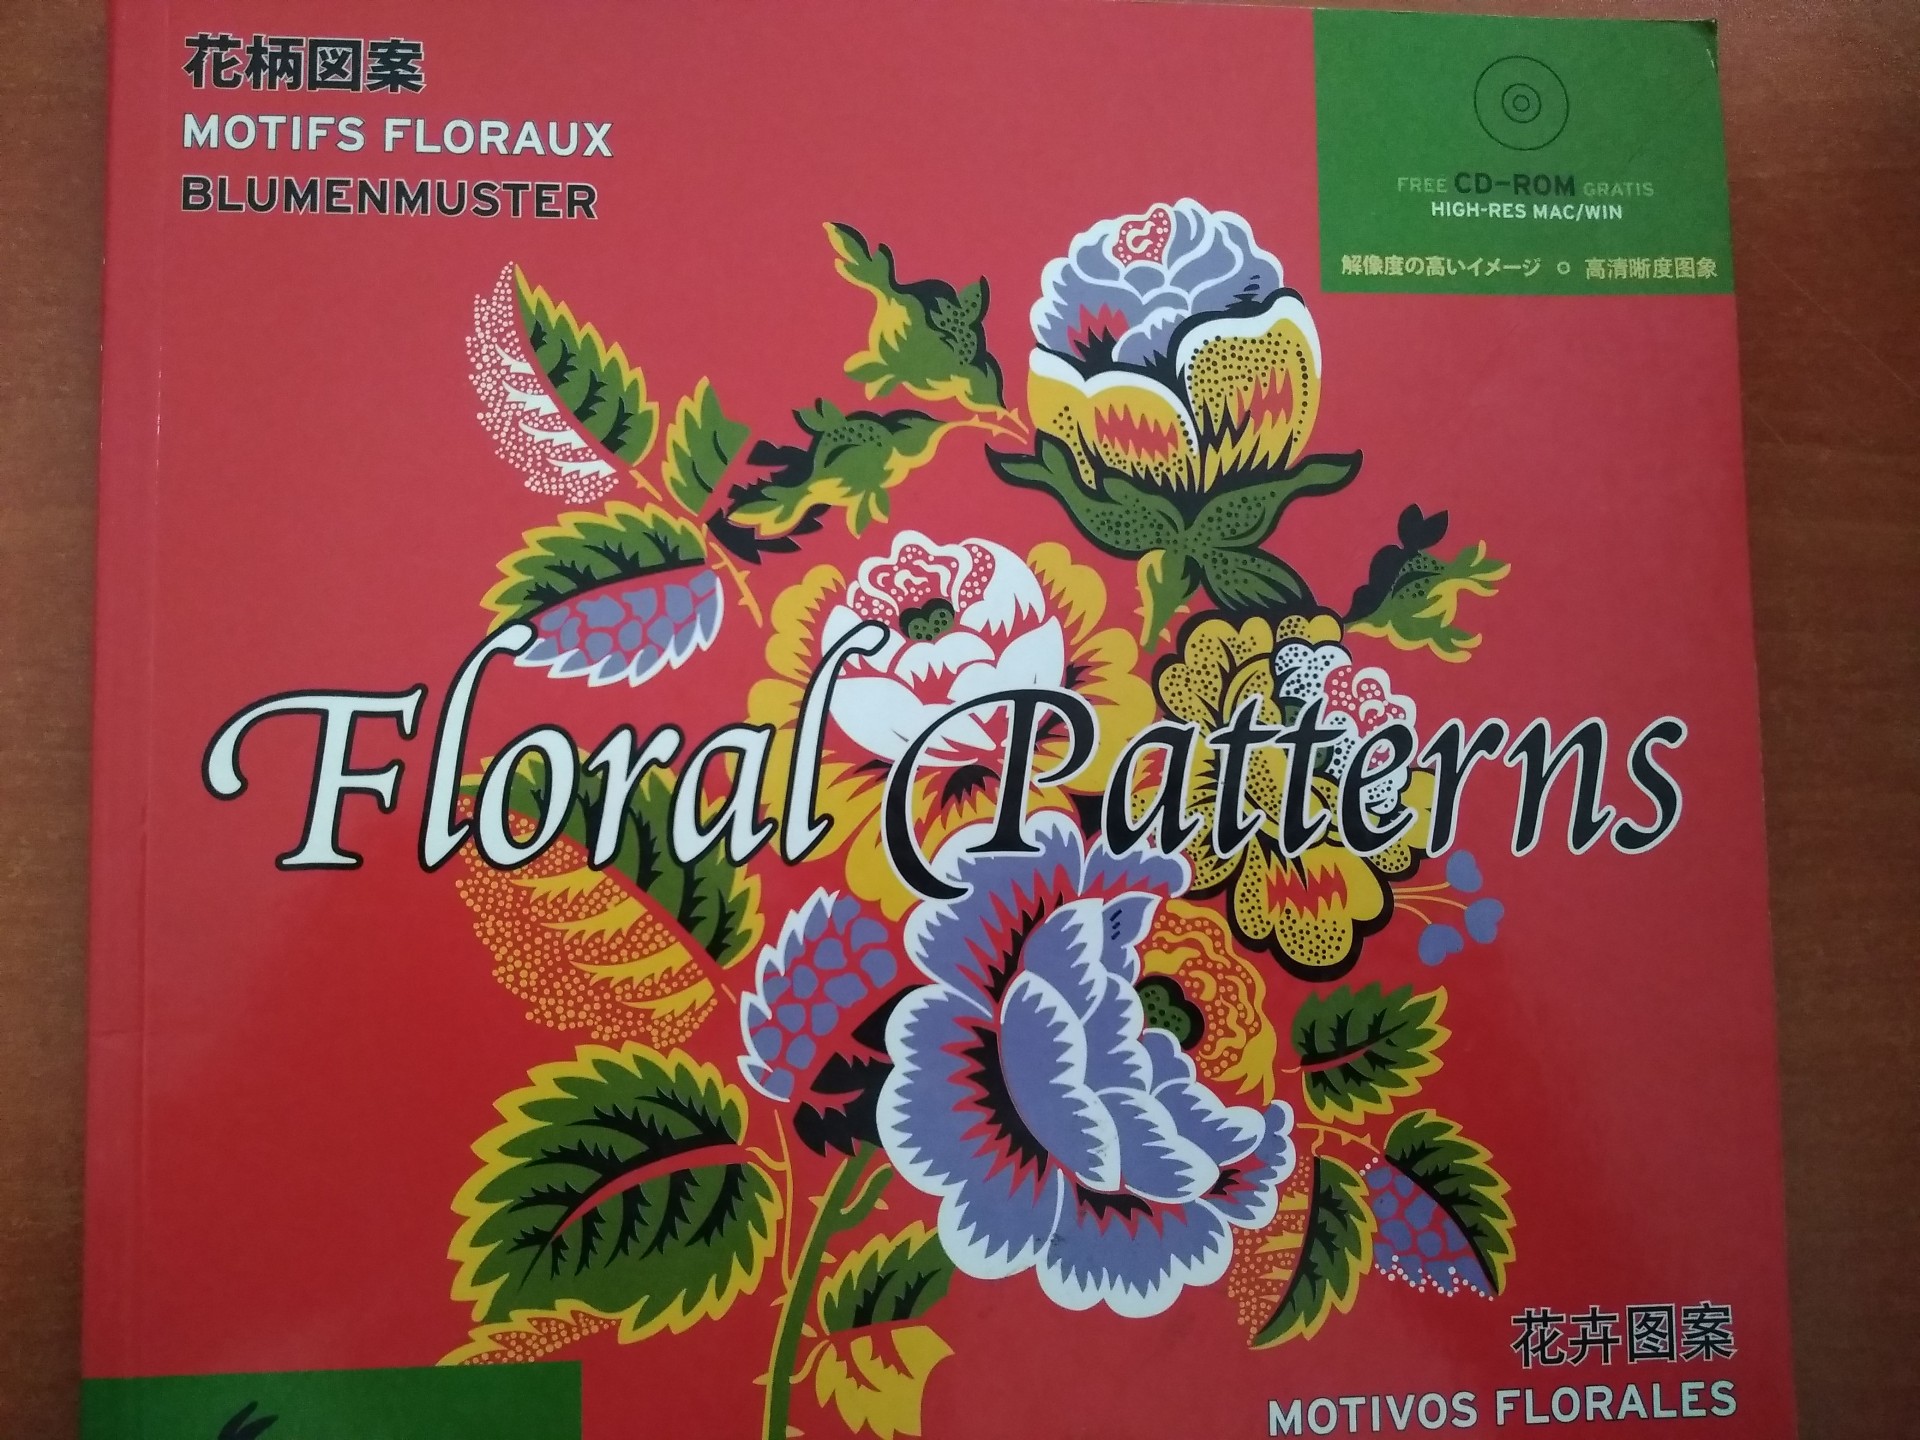 花柄図案
MOTIFS FLORAUX
BLUMENMUSTER
FREE CD-ROM GRATIS
HIGH-RES MAC/WIN
解像度の高いイメージ 高清晰度图象
Floral Patterns
花卉图案
MOTIVOS FLORALES